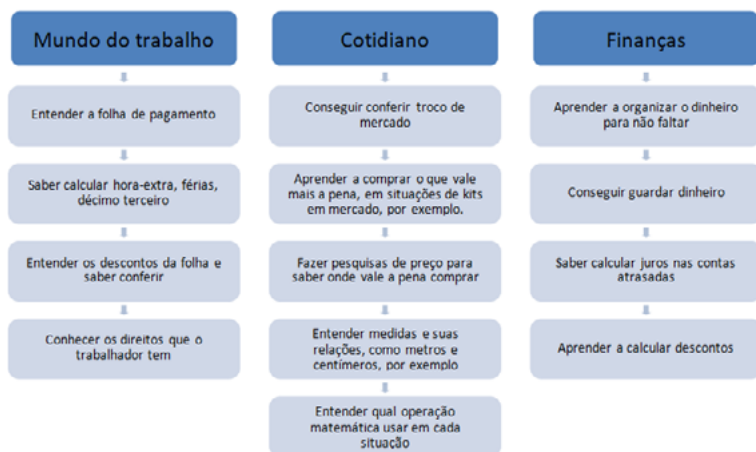 Mundo do trabalho
Entender a folha de pagamento
Saber calcular hora-extra, férias,
décimo terceiro
Entender os descontos da folha e
saber conferir
Conhecer os direitos que o
trabalhador tem
Cotidiano
Conseguir conferir troco de
mercado
Aprender a comprar o que vale
mais a pena, em situações de kits
em mercado, por exemplo.
Fazer pesquisas de preço para
saber onde vale a pena comprar
Entender medidas e suas
relações, como metros e
centímeros, por exemplo
Entender qual operação
matemática usar em cada
situação
Finanças
Aprender a organizar o dinheiro
para não faltar
Conseguir guardar dinheiro
Saber calcular juros nas contas
atrasadas
Aprender a calcular descontos